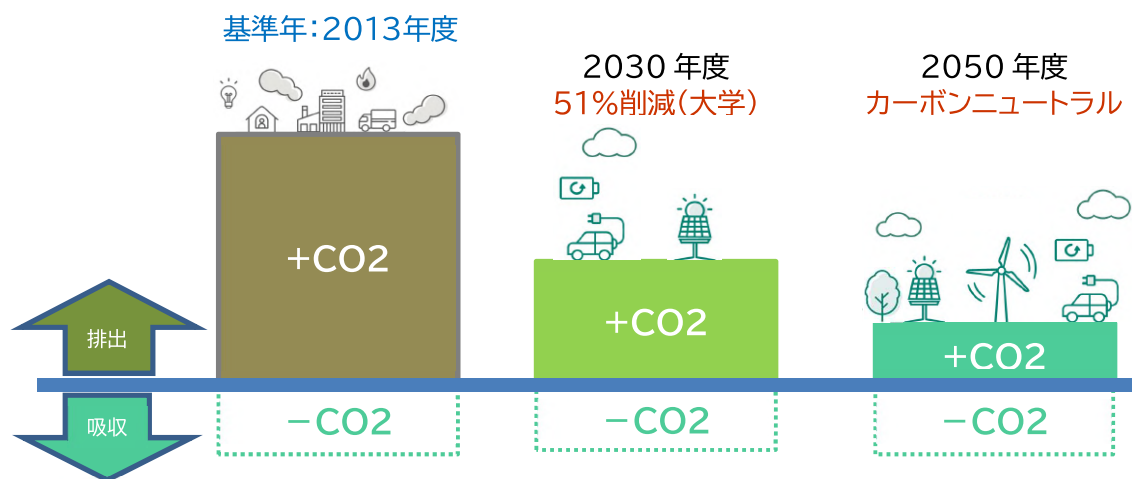 基準年：2013年度
2030 年度
51%削減（大学）
2050 年度
カーボンニュートラル
+CO2
+CO2
+CO2
排出
吸収
－CO2
－CO2
－CO2